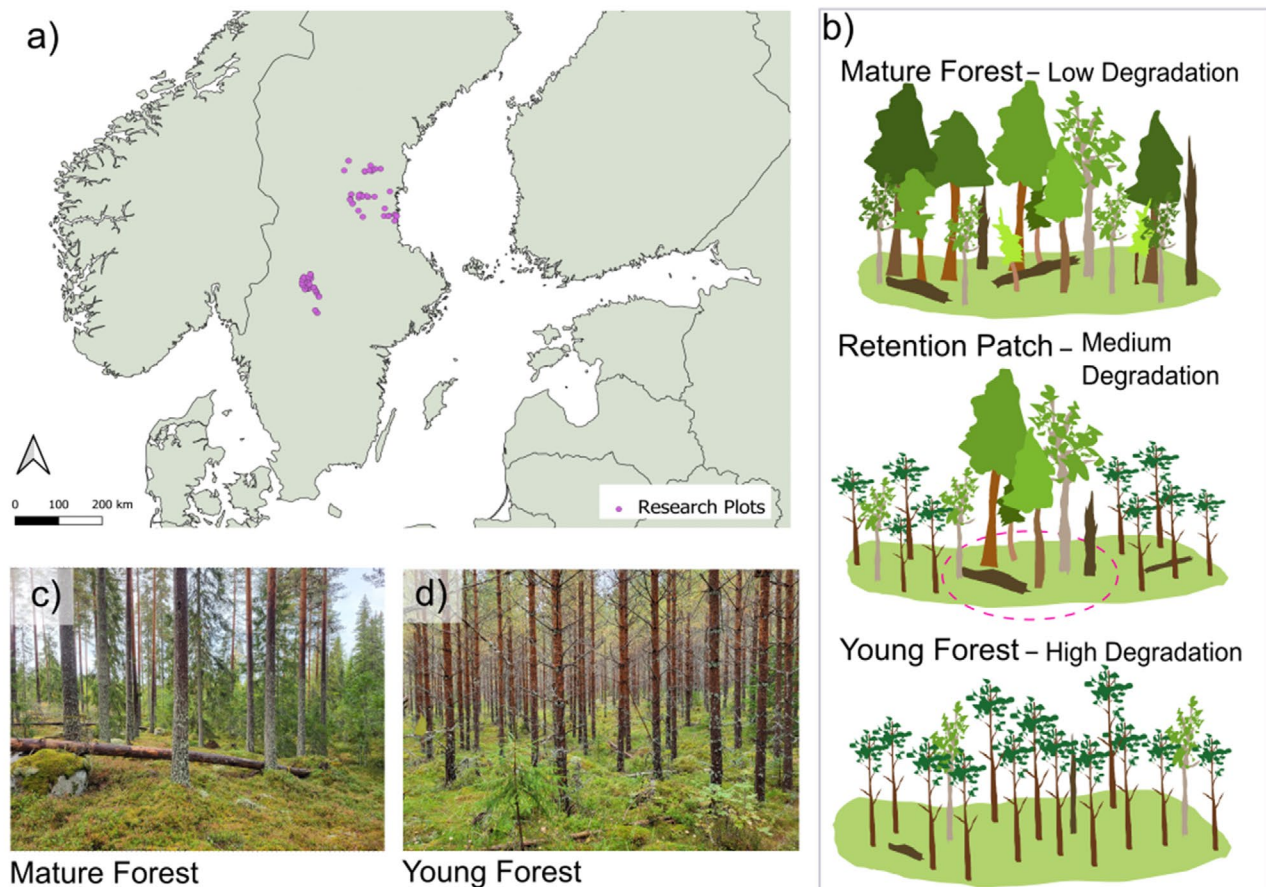 a)
0 100 200 km
Research Plots
b)
Mature Forest – Low Degradation
Retention Patch – Medium
Degradation
Young Forest – High Degradation
c)
Mature Forest
d)
Young Forest